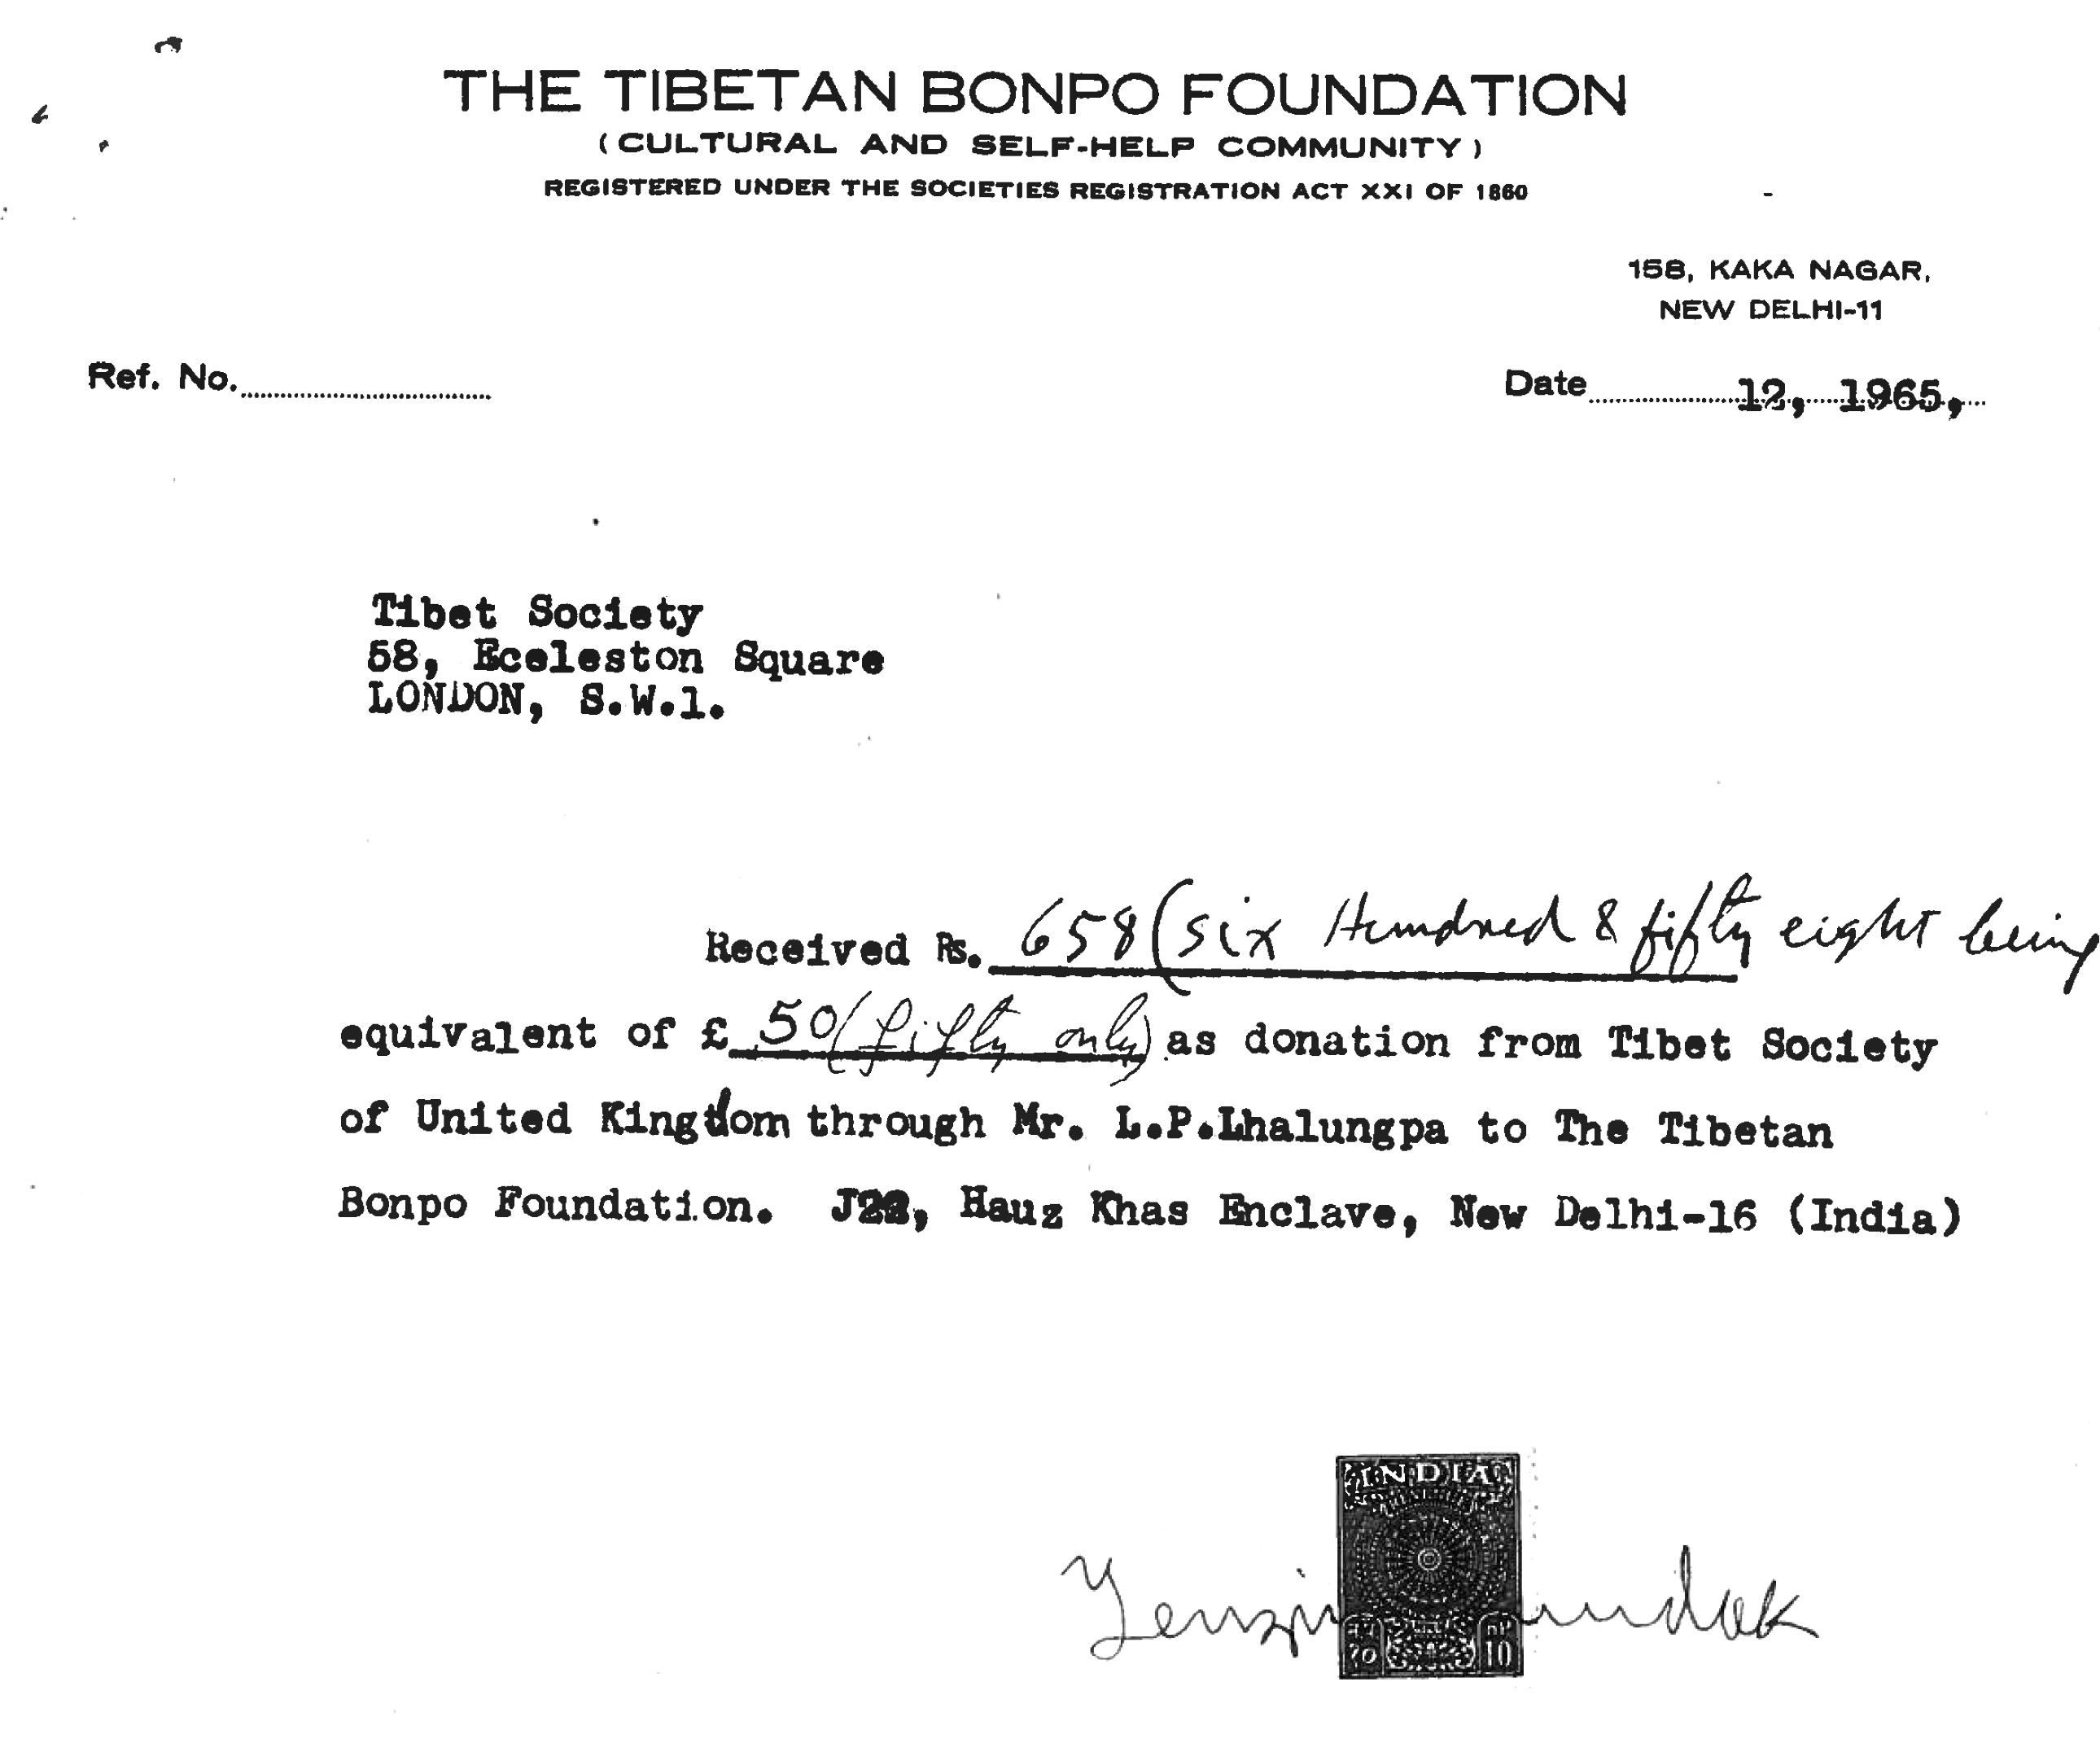 THE TIBETAN BONPO FOUNDATION
( CULTURAL AND SELF-HELP COMMUNITY )
REGISTERED UNDER THE SOCIETIES REGISTRATION ACT XXI OF 1860
158, KAKA NAGAR,
NEW DELHI-11
Ref. No.
Date 12, 1965,
Tibet Society
58, Eccleston Square
LONDON, S.W.1.
Received Rs. 658 (six Hundred & fifty eight being
equivalent of £ 50 (fifty only) as donation from Tibet Society
of United Kingdom through Mr. L.P.Lhalungpa to The Tibetan
Bonpo Foundation. J22, Hauz Khas Enclave, New Delhi-16 (India)
INDIA
Tenzin
10 10